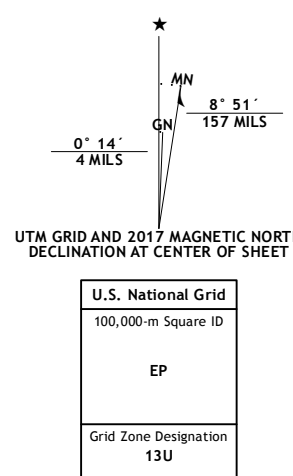 ★
MN
GN
8° 51´
157 MILS
0° 14´
4 MILS
UTM GRID AND 2017 MAGNETIC NORT
DECLINATION AT CENTER OF SHEET
U.S. National Grid
100,000-m Square ID
EP
Grid Zone Designation
13U